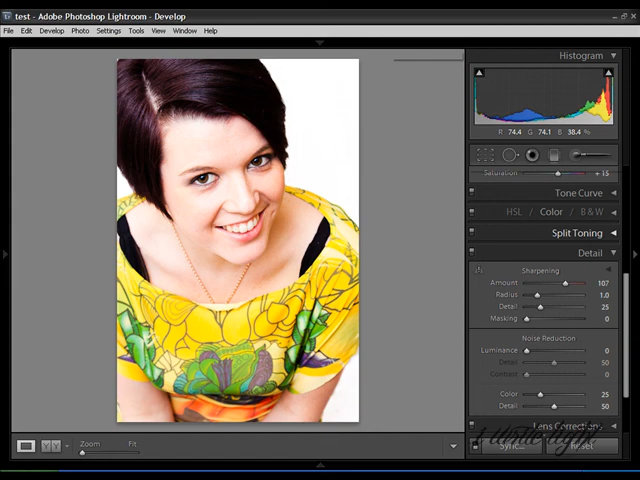 test - Adobe Photoshop Lightroom - Develop
File Edit Develop Photo Settings Tools View Window Help
Histogram
R 74.4 G 74.1 B 38.4 %
Saturation + 15
Tone Curve
HSL / Color / B & W
Split Toning
Detail
Sharpening
Amount 107
Radius 1.0
Detail 25
Masking 0
Noise Reduction
Luminance 0
Detail 50
Contrast 0
Color 25
Detail 50
Lens Corrections
Zoom Fit
Sync... Reset